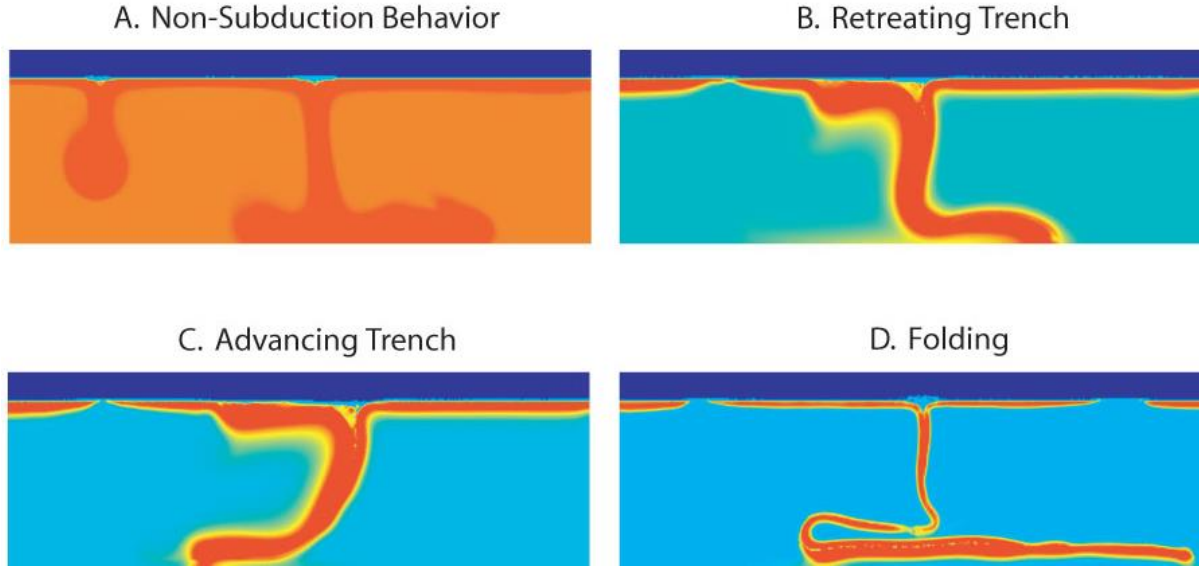 A. Non-Subduction Behavior
B. Retreating Trench
C. Advancing Trench
D. Folding